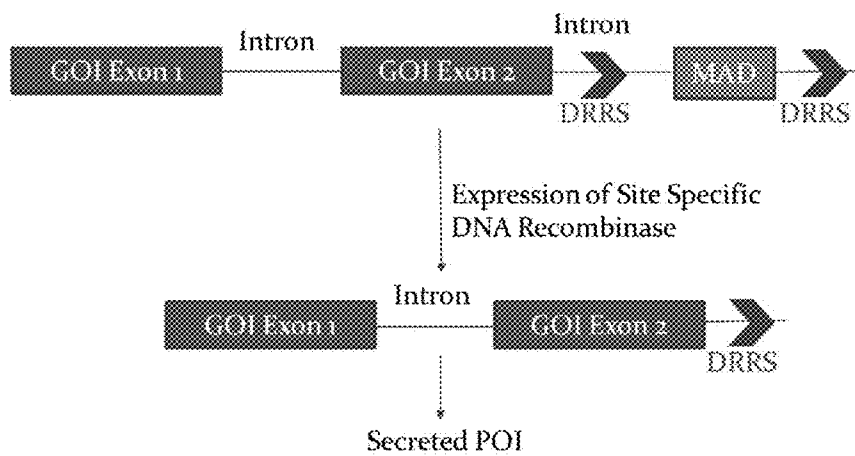 Intron
Intron
GOI Exon 1
GOI Exon 2
MAD
DRRS
DRRS
Expression of Site Specific
DNA Recombinase
Intron
GOI Exon 1
GOI Exon 2
DRRS
Secreted POI